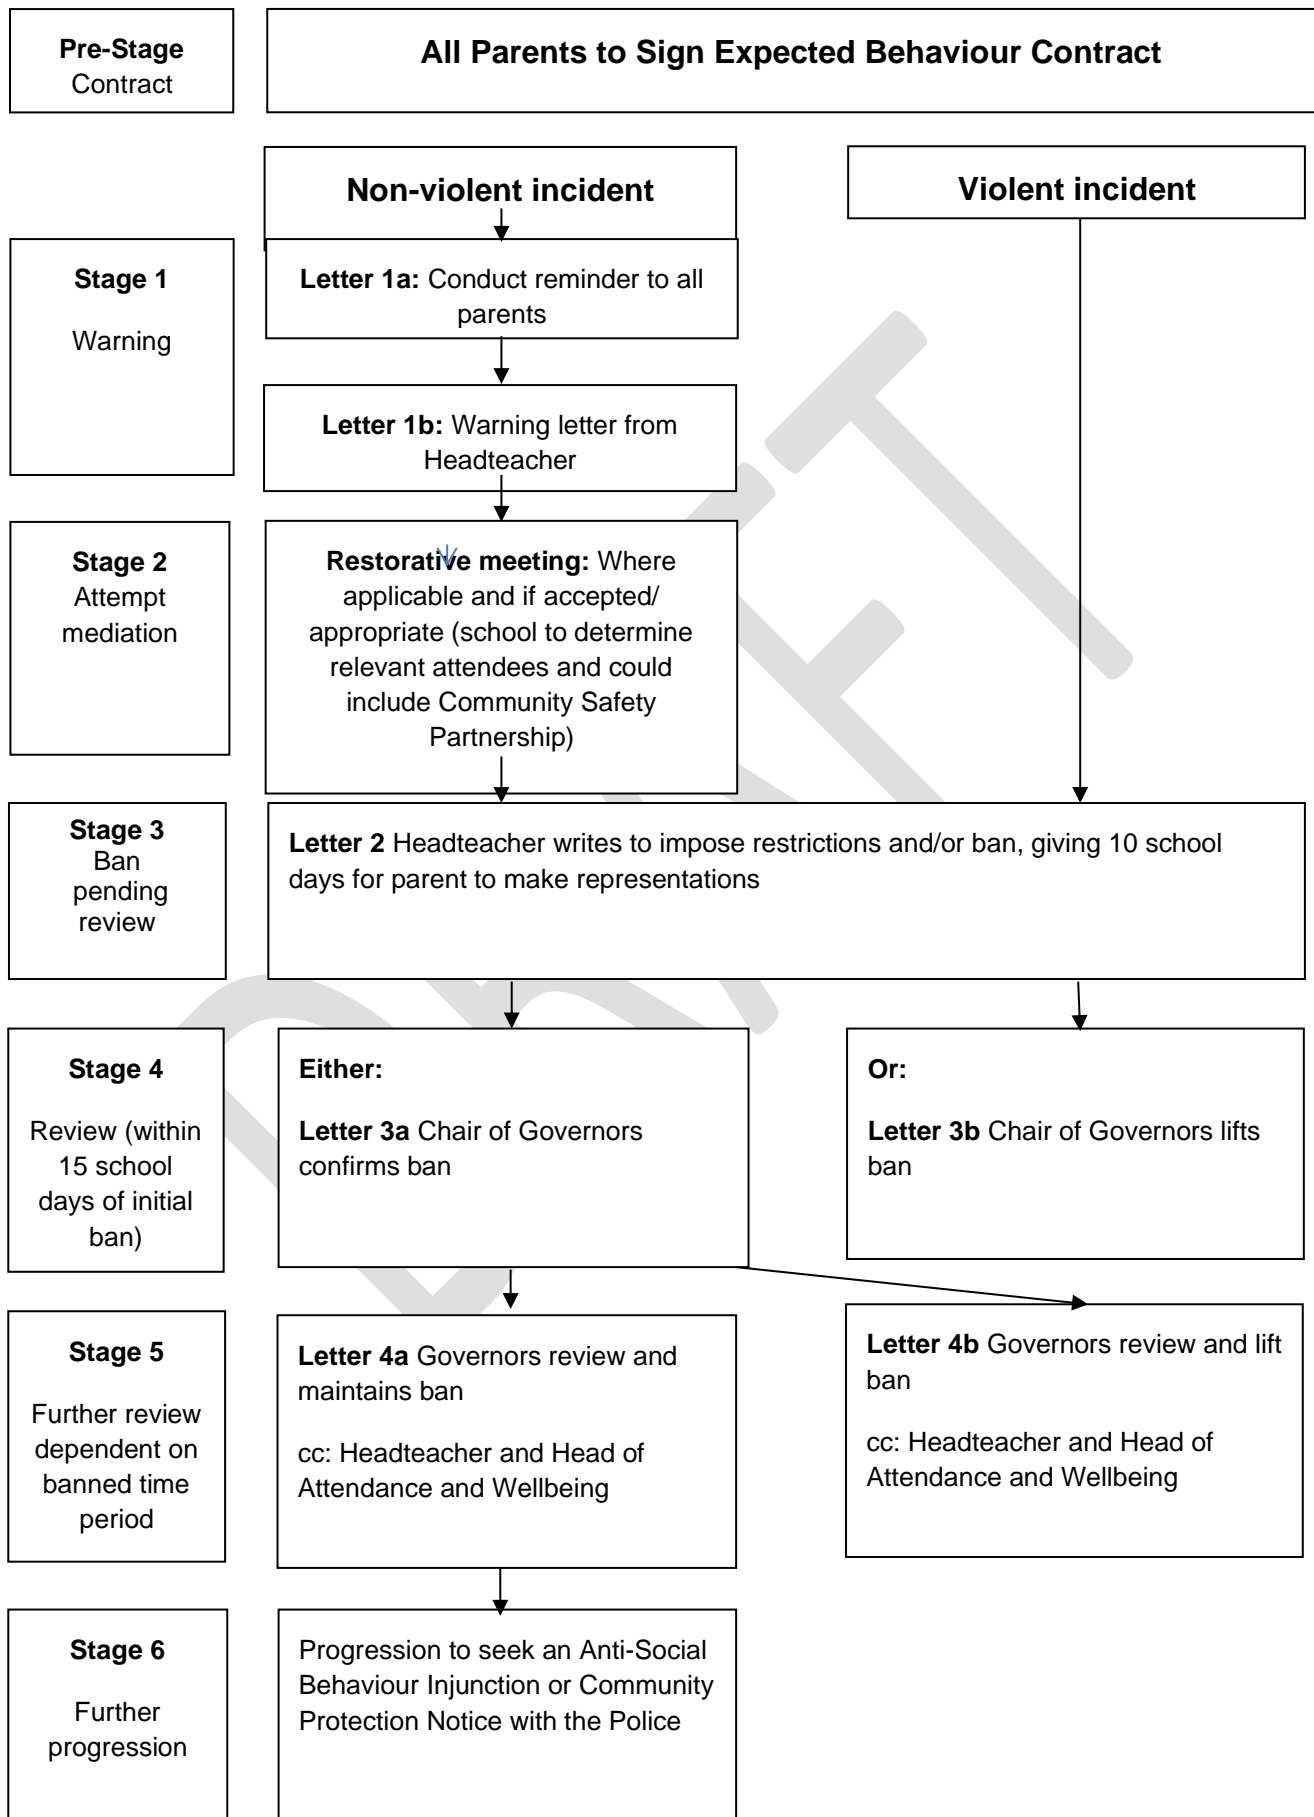 Pre-Stage
Contract
All Parents to Sign Expected Behaviour Contract
Non-violent incident
Violent incident
Stage 1
Warning
Letter 1a: Conduct reminder to all
parents
Letter 1b: Warning letter from
Headteacher
Stage 2
Attempt
mediation
Restorative meeting: Where
applicable and if accepted/
appropriate (school to determine
relevant attendees and could
include Community Safety
Partnership)
Stage 3
Ban
pending
review
Letter 2 Headteacher writes to impose restrictions and/or ban, giving 10 school
days for parent to make representations
Stage 4
Review (within
15 school
days of initial
ban)
Either:
Letter 3a Chair of Governors
confirms ban
Or:
Letter 3b Chair of Governors lifts
ban
Stage 5
Further review
dependent on
banned time
period
Letter 4a Governors review and
maintains ban
cc: Headteacher and Head of
Attendance and Wellbeing
Letter 4b Governors review and lift
ban
cc: Headteacher and Head of
Attendance and Wellbeing
Stage 6
Further
progression
Progression to seek an Anti-Social
Behaviour Injunction or Community
Protection Notice with the Police
DRAFT